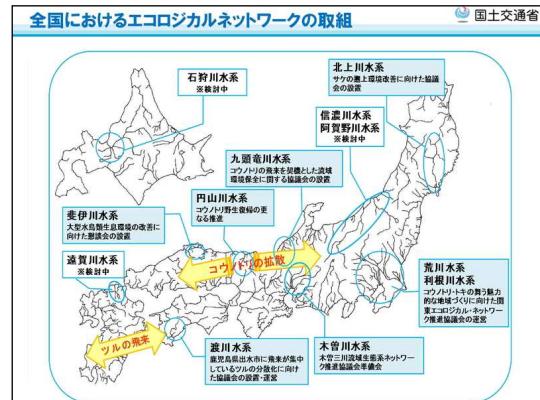 全国におけるエコロジカルネットワークの取組
国土交通省
石狩川水系
※検討中
北上川水系
サケの遡上環境改善に向けた協議
会の設置
信濃川水系
阿賀野川水系
※検討中
九頭竜川水系
コウノトリの飛来を契機とした流域
環境保全に関する協議会の設置
円山川水系
コウノトリ野生復帰の更
なる推進
斐伊川水系
大型水鳥類生息環境の改善に
向けた懇談会の設置
遠賀川水系
※検討中
コウノトリの拡散
荒川水系
利根川水系
コウノトリ・トキの舞う魅力
的な地域づくりに向けた関
東エコロジカル・ネットワー
ク推進協議会の運営
ツルの飛来
渡川水系
鹿児島県出水市に飛来が集中
しているツルの分散化に向け
た協議会の設置・運営
木曽川水系
木曽三川流域生態系ネットワー
ク推進協議会準備会